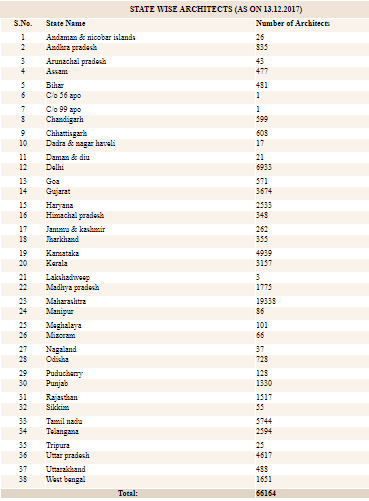 STATE WISE ARCHITECTS (AS ON 13.12.2017)
S.No. State Name Number of Architects
1 Andaman & nicobar islands 26
2 Andhra pradesh 835
3 Arunachal pradesh 43
4 Assam 477
5 Bihar 481
6 C/o 56 apo 1
7 C/o 99 apo 1
8 Chandigarh 599
9 Chhattisgarh 608
10 Dadra & nagar haveli 17
11 Daman & diu 21
12 Delhi 6933
13 Goa 571
14 Gujarat 3674
15 Haryana 2533
16 Himachal pradesh 348
17 Jammu & kashmir 262
18 Jharkhand 355
19 Karnataka 4939
20 Kerala 3157
21 Lakshadweep 3
22 Madhya pradesh 1775
23 Maharashtra 19338
24 Manipur 86
25 Meghalaya 101
26 Mizoram 66
27 Nagaland 37
28 Odisha 728
29 Puducherry 128
30 Punjab 1330
31 Rajasthan 1517
32 Sikkim 55
33 Tamil nadu 5744
34 Telangana 2594
35 Tripura 25
36 Uttar pradesh 4617
37 Uttarakhand 488
38 West bengal 1651
Total: 66164